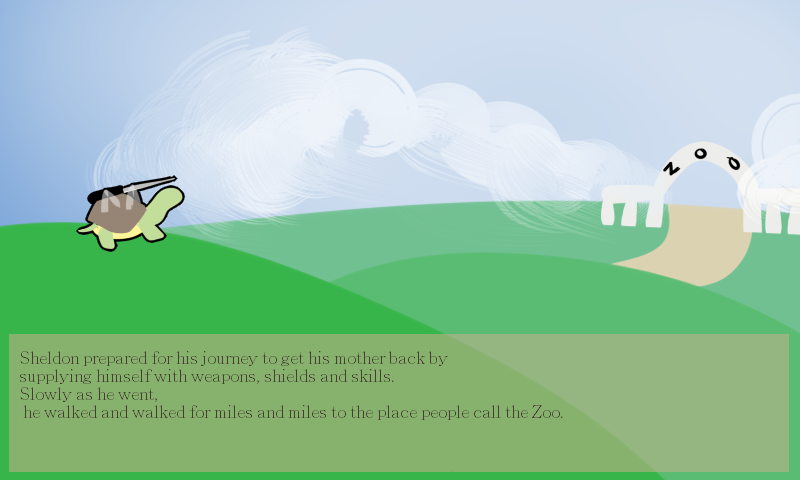 ZOO
Sheldon prepared for his journey to get his mother back by
supplying himself with weapons, shields and skills.
Slowly as he went,
he walked and walked for miles and miles to the place people call the Zoo.